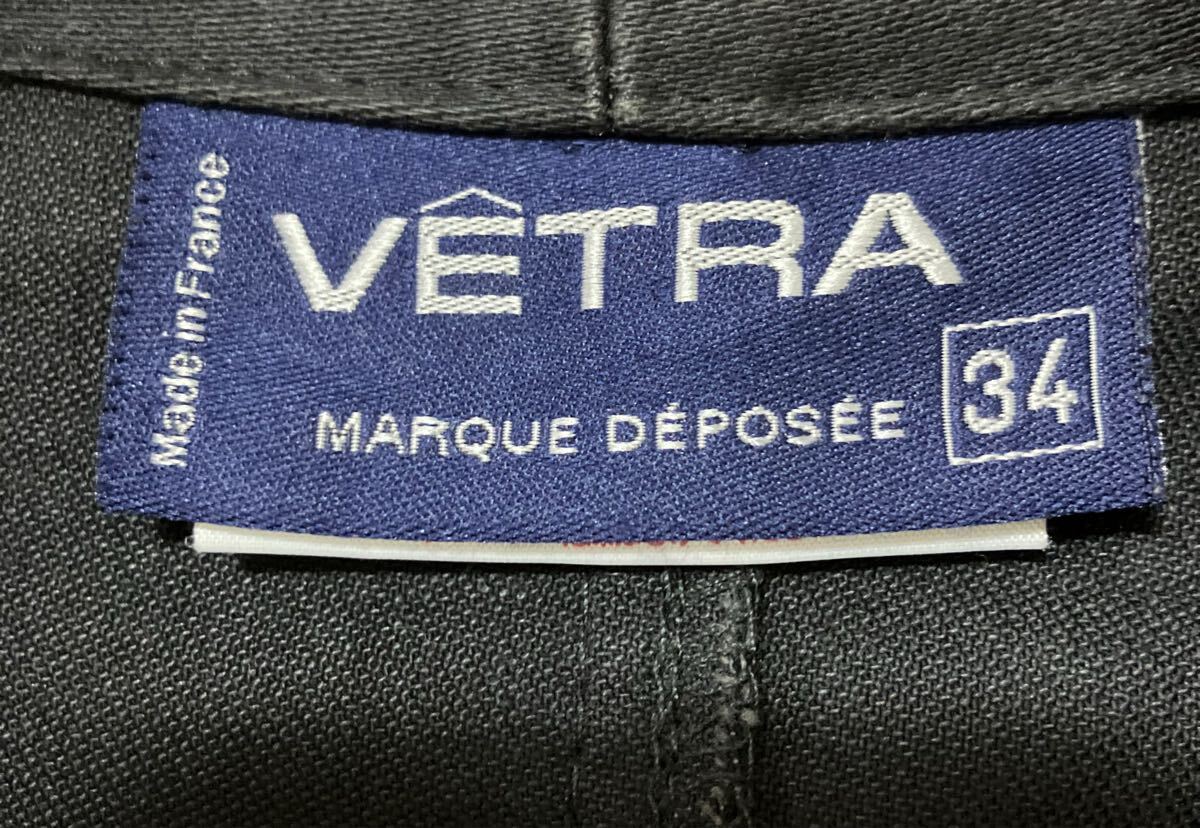 Made in France
VÊTRA
MARQUE DÉPOSÉE
34